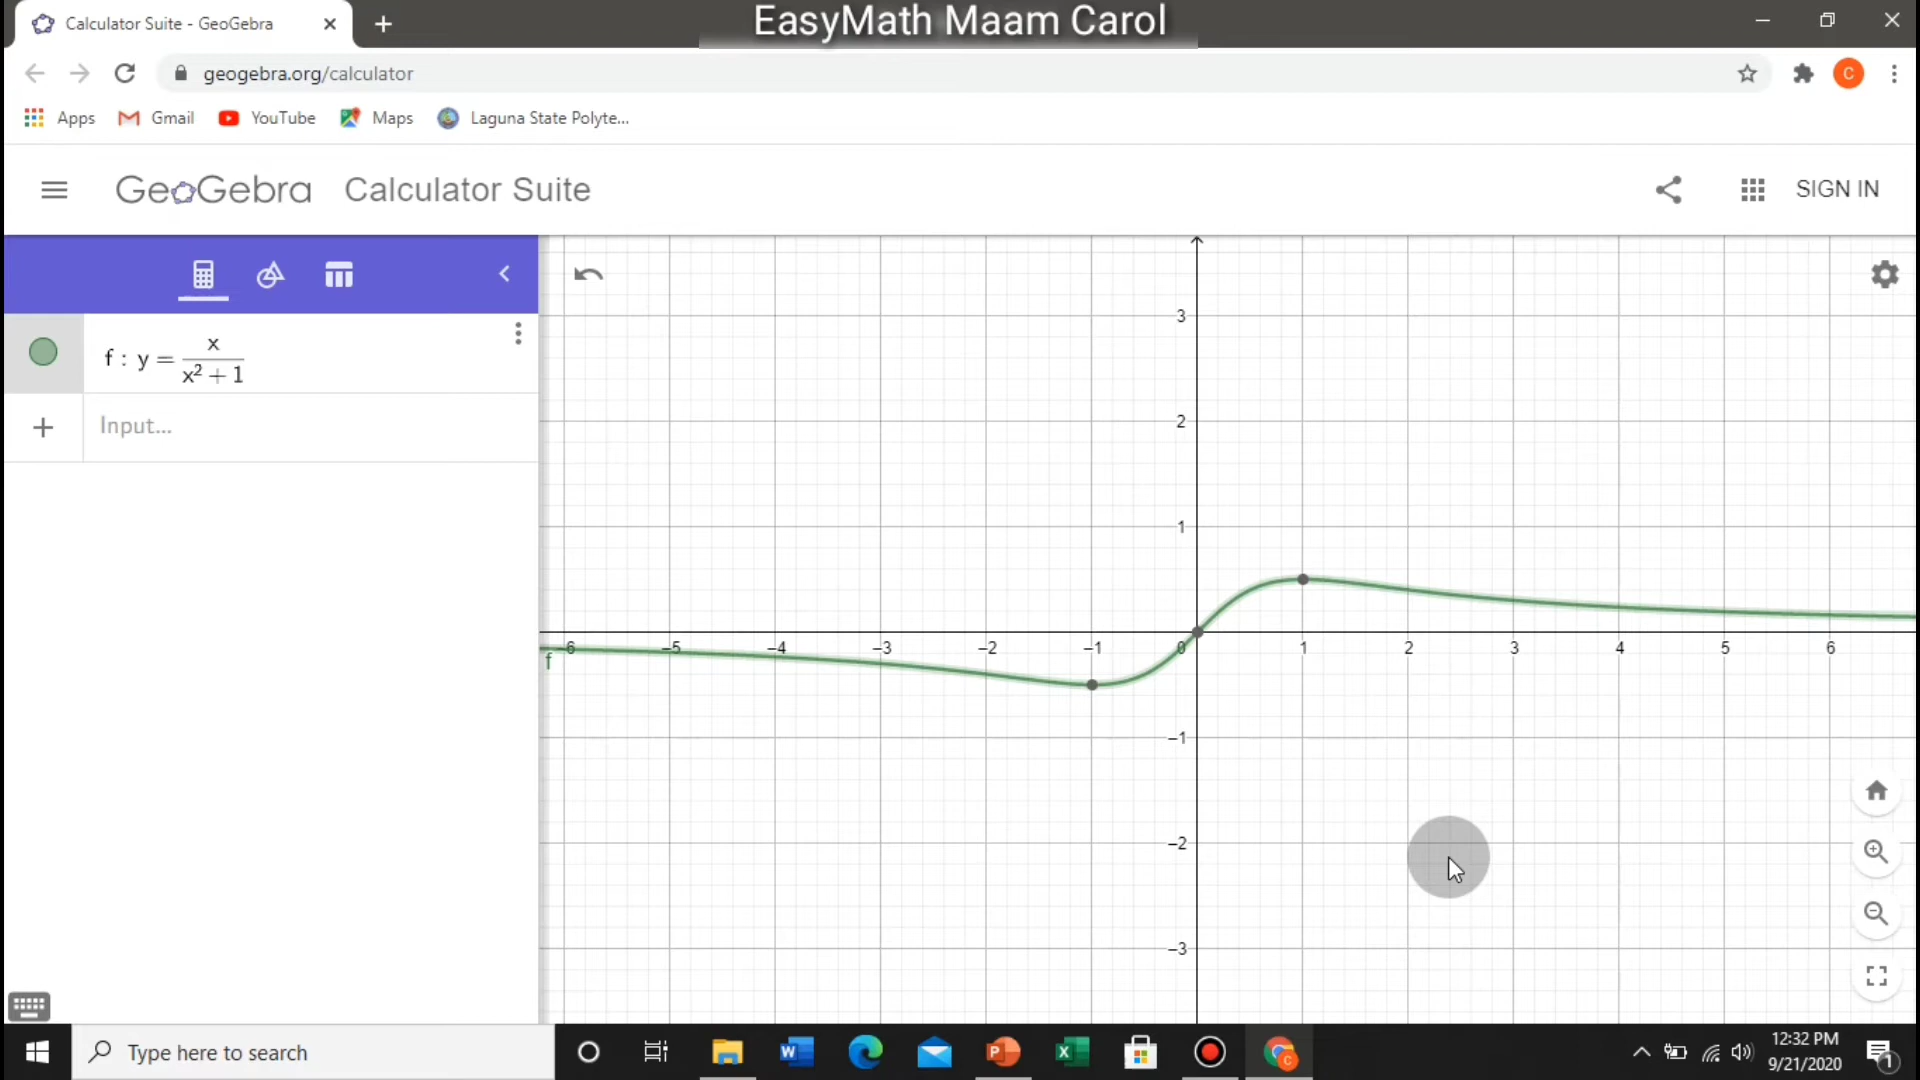 Calculator Suite - GeoGebra
EasyMath Maam Carol
geogebra.org/calculator
C
Apps
Gmail
YouTube
Maps
Laguna State Polyte...
GeoGebra
Calculator Suite
SIGN IN
f : y = x / x² + 1
Input...
3
2
1
–6 –5 –4 –3 –2 –1 0 1 2 3 4 5 6
f
–1
–2
–3
Type here to search
12:32 PM
9/21/2020
1